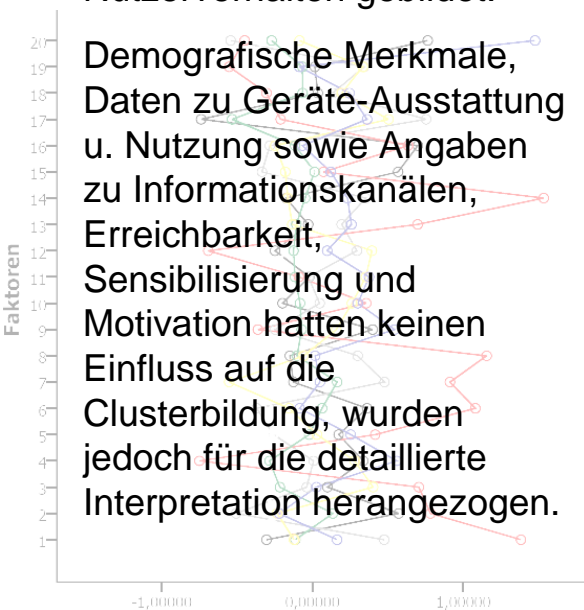 Nutzerverhalten gebildet.
Demografische Merkmale,
Daten zu Geräte-Ausstattung
u. Nutzung sowie Angaben
zu Informationskanälen,
Erreichbarkeit,
Sensibilisierung und
Motivation hatten keinen
Einfluss auf die
Clusterbildung, wurden
jedoch für die detaillierte
Interpretation herangezogen.
Faktoren
20
19
18
17
16
15
14
13
12
11
10
9
8
7
6
5
4
3
2
1
-1,00000 0,00000 1,00000